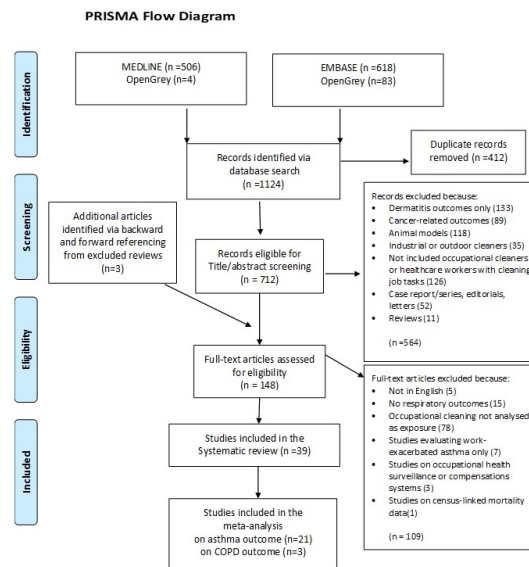 PRISMA Flow Diagram
Identification
MEDLINE (n =506)
OpenGrey (n=4)
EMBASE (n=618)
OpenGrey (n=83)
Records identified via
database search
(n =1124)
Duplicate records
removed (n =412)
Screening
Additional articles
identified via backward
and forward referencing
from excluded reviews
(n=3)
Records eligible for
Title/abstract screening
(n = 712)
Records excluded because:
• Dermatitis outcomes only (133)
• Cancer-related outcomes (89)
• Animal models (118)
• Industrial or outdoor cleaners (35)
• Not included occupational cleaners
or healthcare workers with cleaning
job tasks (126)
• Case report/series, editorials,
letters (52)
• Reviews (11)
(n =564)
Eligibility
Full-text articles assessed
for eligibility
(n = 148)
Full-text articles excluded because:
• Not in English (5)
• No respiratory outcomes (15)
• Occupational cleaning not analysed
as exposure (78)
• Studies evaluating work-
exacerbated asthma only (7)
• Studies on occupational health
surveillance or compensations
systems (3)
• Studies on census-linked mortality
data(1)
(n = 109)
Included
Studies included in the
Systematic review (n =39)
Studies included in the
meta-analysis
on asthma outcome (n=21)
on COPD outcome (n=3)